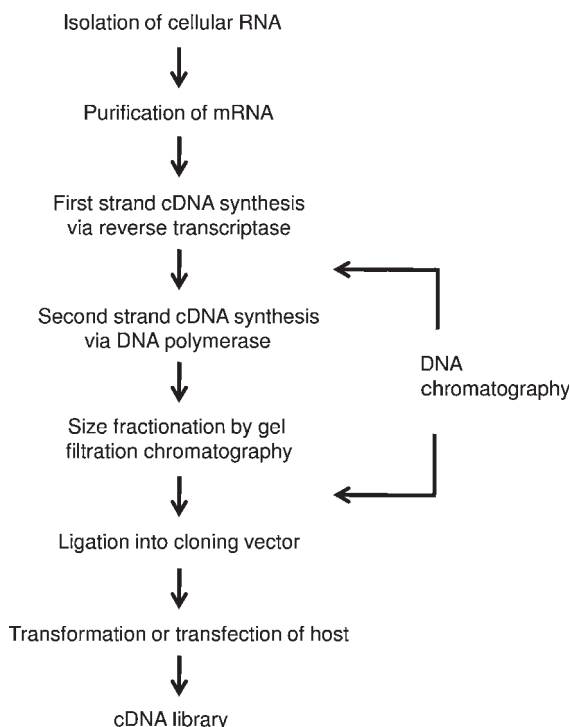 Isolation of cellular RNA
Purification of mRNA
First strand cDNA synthesis
via reverse transcriptase
Second strand cDNA synthesis
via DNA polymerase
DNA
chromatography
Size fractionation by gel
filtration chromatography
Ligation into cloning vector
Transformation or transfection of host
cDNA library